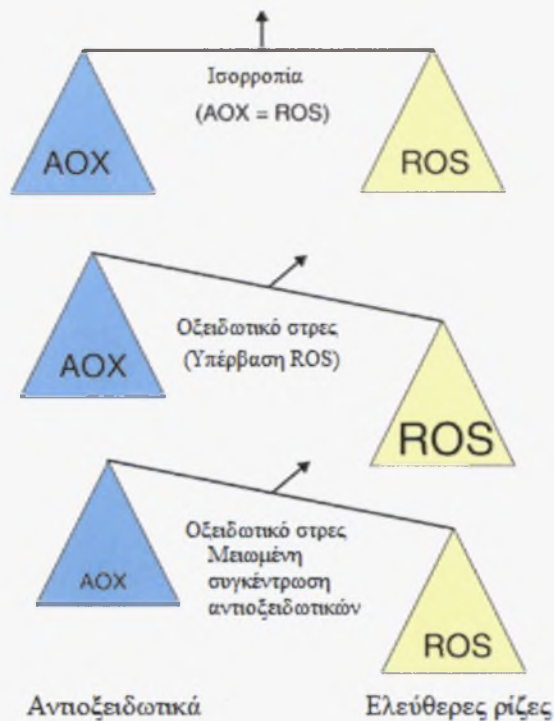 Ισορροπία
(AOX = ROS)
AOX
ROS
Οξειδωτικό στρες
(Υπέρβαση ROS)
AOX
ROS
Οξειδωτικό στρες
Μειωμένη
συγκέντρωση
αντιοξειδωτικών
AOX
ROS
Αντιοξειδωτικά
Ελεύθερες ρίζες